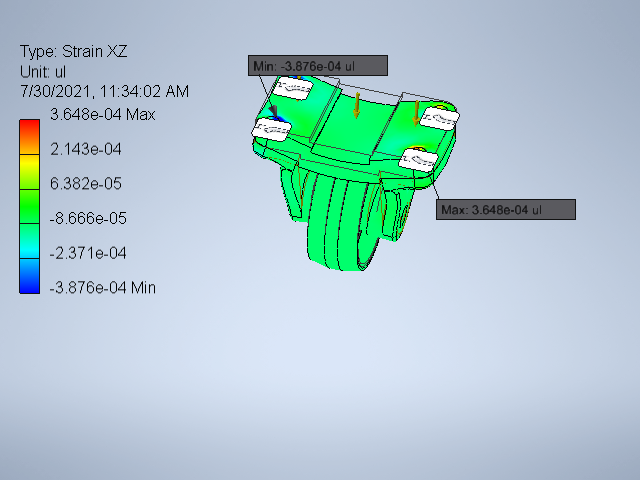 Type: Strain XZ
Unit: ul
7/30/2021, 11:34:02 AM
3.648e-04 Max
2.143e-04
6.382e-05
-8.666e-05
-2.371e-04
-3.876e-04 Min
Min: -3.876e-04 ul
Max: 3.648e-04 ul